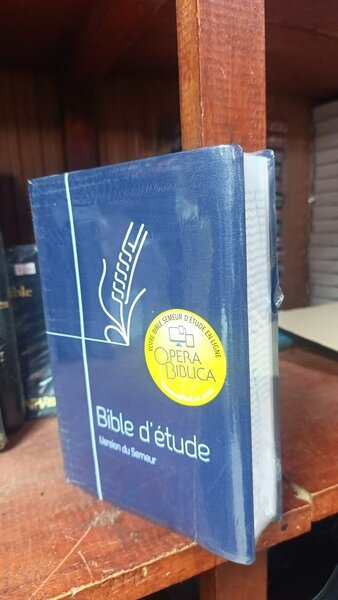 VOTRE BIBLE SEMEUR D'ÉTUDE EN LIGNE
OPERA
BIBLICA
Bible d'étude
Version du Semeur